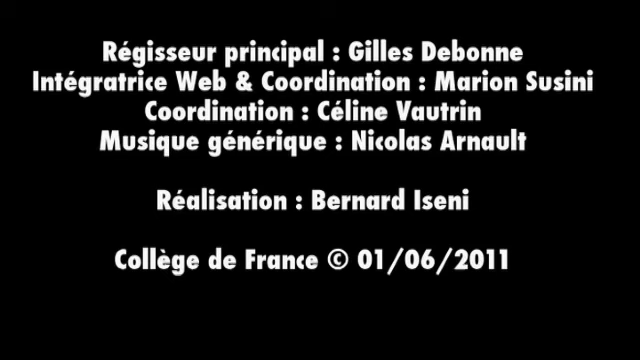 Régisseur principal : Gilles Debonne
Intégratrice Web & Coordination : Marion Susini
Coordination : Céline Vautrin
Musique générique : Nicolas Arnault
Réalisation : Bernard Iseni
Collège de France © 01/06/2011